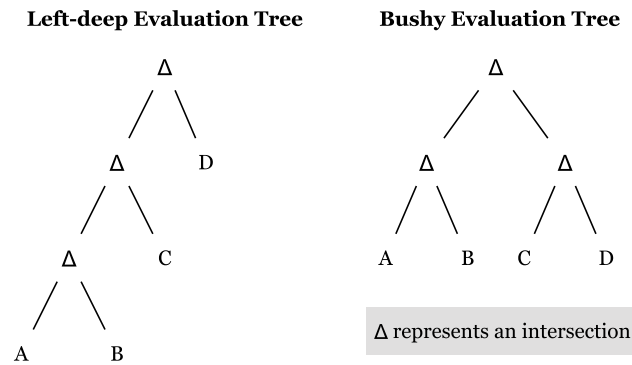 Left-deep Evaluation Tree
Δ
Δ D
Δ C
A B
Bushy Evaluation Tree
Δ
Δ Δ
A B C D
Δ represents an intersection